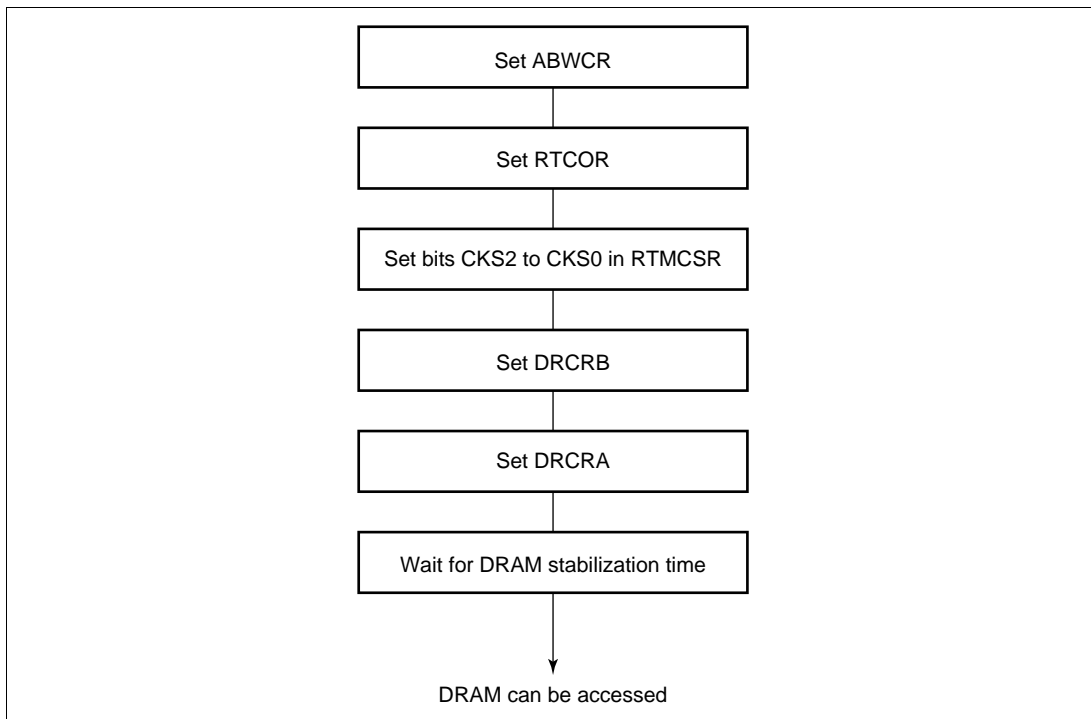 Set ABWCR
Set RTCOR
Set bits CKS2 to CKS0 in RTMCSR
Set DRCRB
Set DRCRA
Wait for DRAM stabilization time
DRAM can be accessed